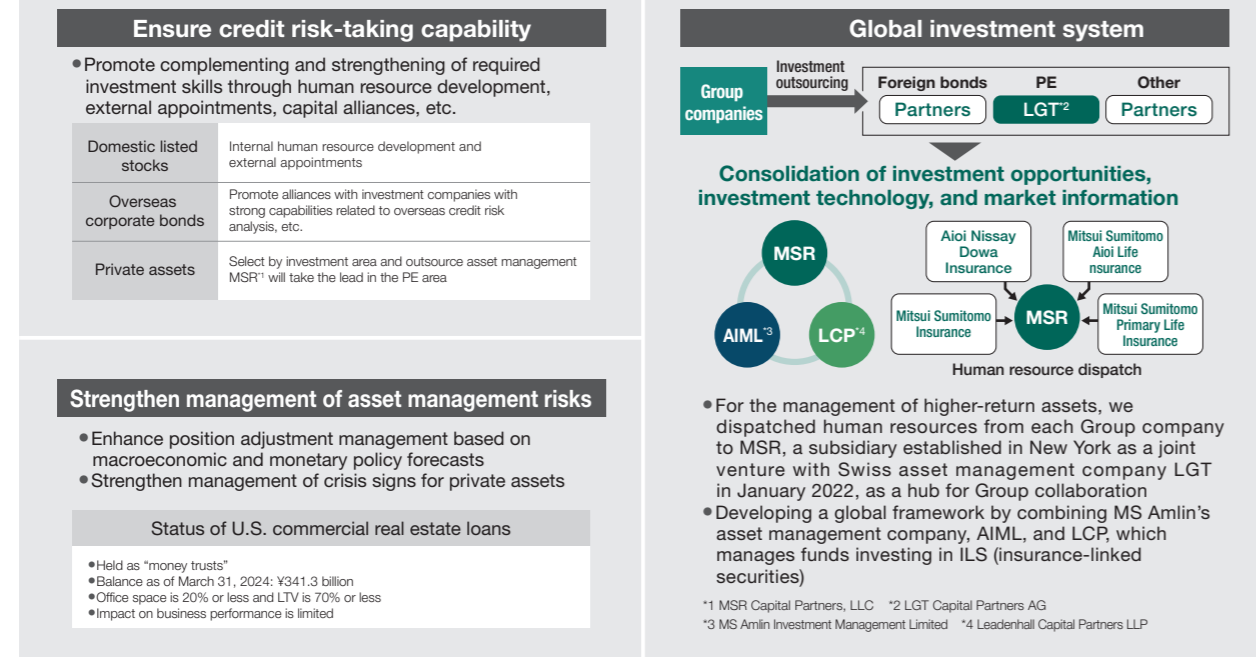 Ensure credit risk-taking capability
●Promote complementing and strengthening of required
investment skills through human resource development,
external appointments, capital alliances, etc.
Domestic listed
stocks
Internal human resource development and
external appointments
Overseas
corporate bonds
Promote alliances with investment companies with
strong capabilities related to overseas credit risk
analysis, etc.
Private assets
Select by investment area and outsource asset management
MSR*1 will take the lead in the PE area
Strengthen management of asset management risks
●Enhance position adjustment management based on
macroeconomic and monetary policy forecasts
●Strengthen management of crisis signs for private assets
Status of U.S. commercial real estate loans
●Held as “money trusts”
●Balance as of March 31, 2024: ¥341.3 billion
●Office space is 20% or less and LTV is 70% or less
●Impact on business performance is limited
Global investment system
Group
companies
Investment
outsourcing
Foreign bonds
Partners
PE
LGT*2
Other
Partners
Consolidation of investment opportunities,
investment technology, and market information
MSR
AIML*3
LCP*4
Aioi Nissay
Dowa
Insurance
Mitsui Sumitomo
Aioi Life
nsurance
Mitsui Sumitomo
Insurance
MSR
Mitsui Sumitomo
Primary Life
Insurance
Human resource dispatch
●For the management of higher-return assets, we
dispatched human resources from each Group company
to MSR, a subsidiary established in New York as a joint
venture with Swiss asset management company LGT
in January 2022, as a hub for Group collaboration
●Developing a global framework by combining MS Amlin’s
asset management company, AIML, and LCP, which
manages funds investing in ILS (insurance-linked
securities)
*1 MSR Capital Partners, LLC *2 LGT Capital Partners AG
*3 MS Amlin Investment Management Limited *4 Leadenhall Capital Partners LLP